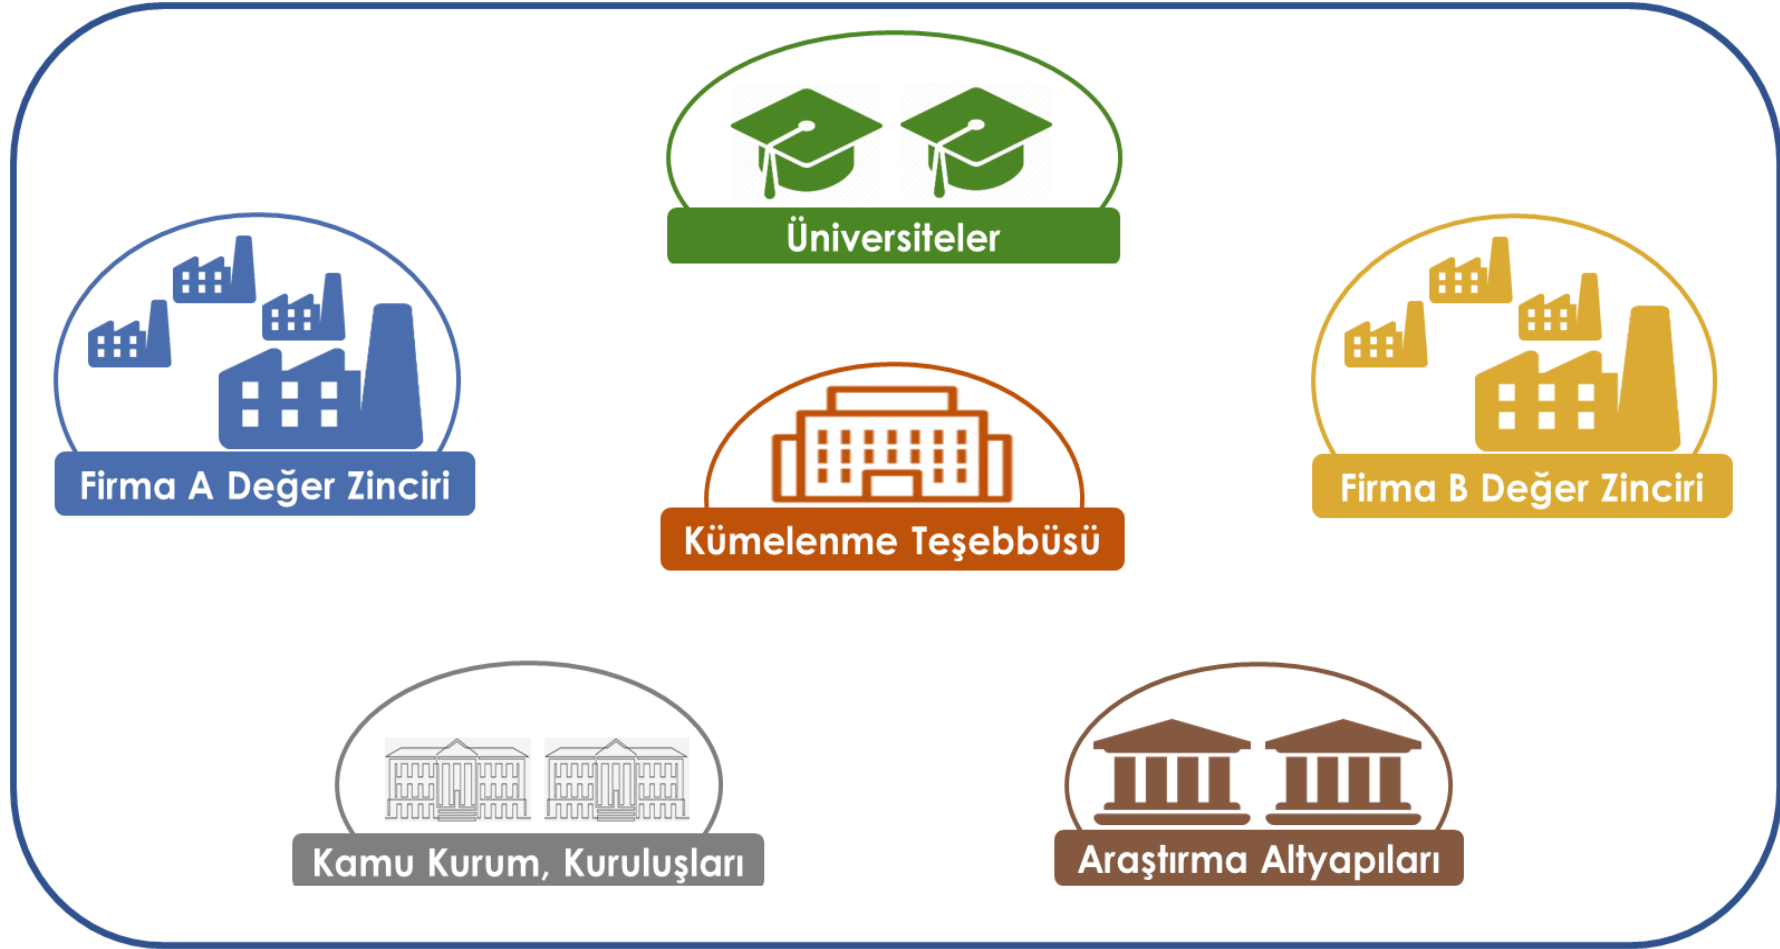 Üniversiteler
Firma A Değer Zinciri
Firma B Değer Zinciri
Kümelenme Teşebbüsü
Kamu Kurum, Kuruluşları
Araştırma Altyapıları